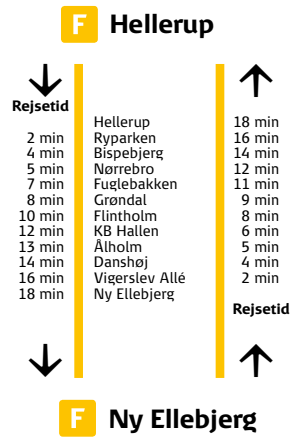 F Hellerup
Rejsetid
Hellerup 18 min
2 min Ryparken 16 min
4 min Bispebjerg 14 min
5 min Nørrebro 12 min
7 min Fuglebakken 11 min
8 min Grøndal 9 min
10 min Flintholm 8 min
12 min KB Hallen 6 min
13 min Ålholm 5 min
14 min Danshøj 4 min
16 min Vigerslev Allé 2 min
18 min Ny Ellebjerg
Rejsetid
F Ny Ellebjerg